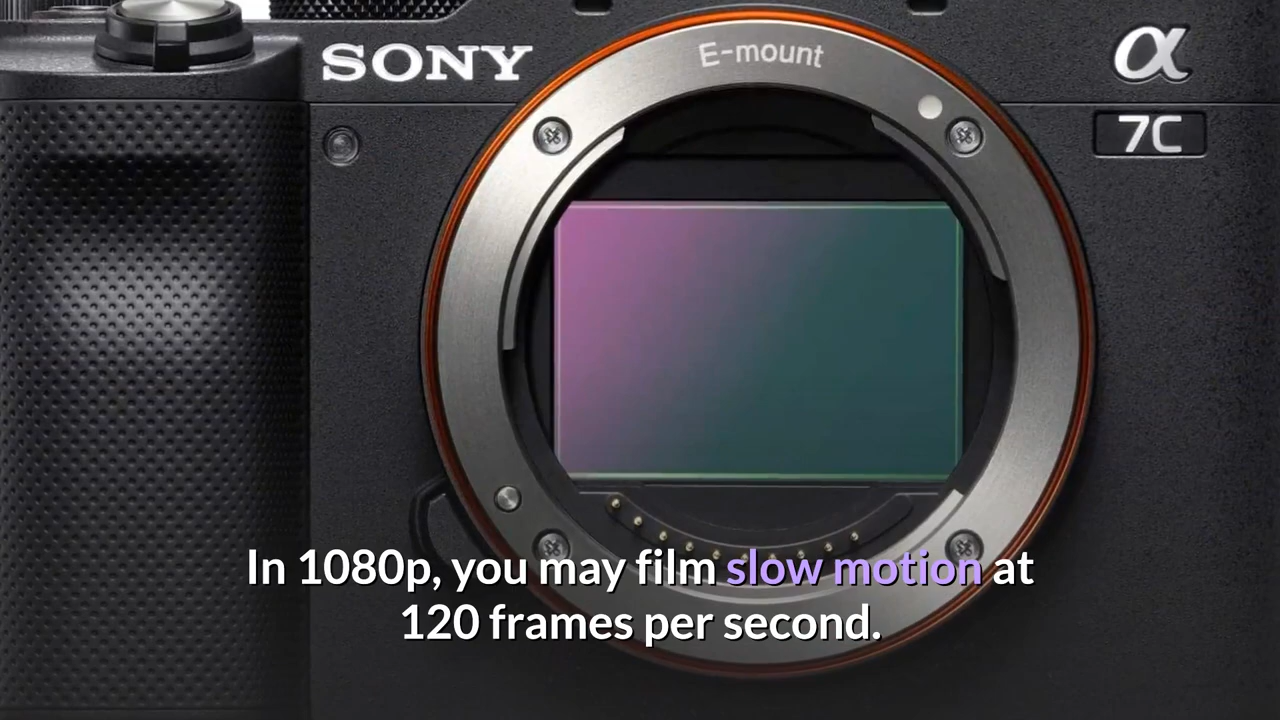 SONY
E-mount
α
7C
In 1080p, you may film slow motion at
120 frames per second.